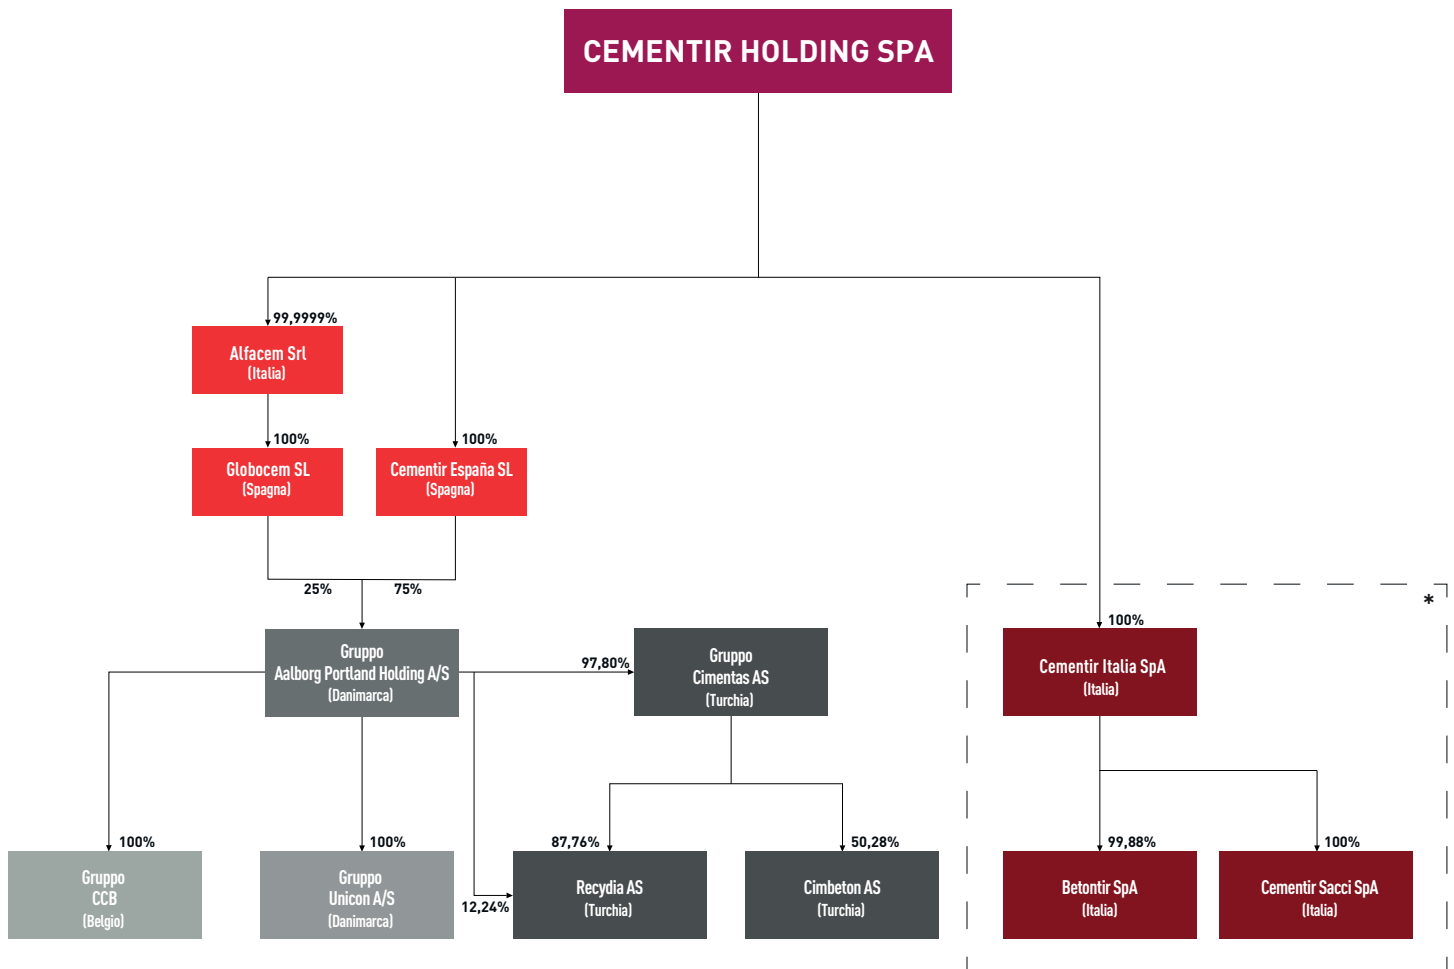 CEMENTIR HOLDING SPA
99,9999%
Alfacem Srl
(Italia)
100%
Globocem SL
(Spagna)
100%
Cementir España SL
(Spagna)
25%
75%
Gruppo
Aalborg Portland Holding A/S
(Danimarca)
97,80%
Gruppo
Cimentas AS
(Turchia)
*
100%
Cementir Italia SpA
(Italia)
100%
Gruppo
CCB
(Belgio)
100%
Gruppo
Unicon A/S
(Danimarca)
12,24%
87,76%
Recydia AS
(Turchia)
50,28%
Cimbeton AS
(Turchia)
99,88%
Betontir SpA
(Italia)
100%
Cementir Sacci SpA
(Italia)